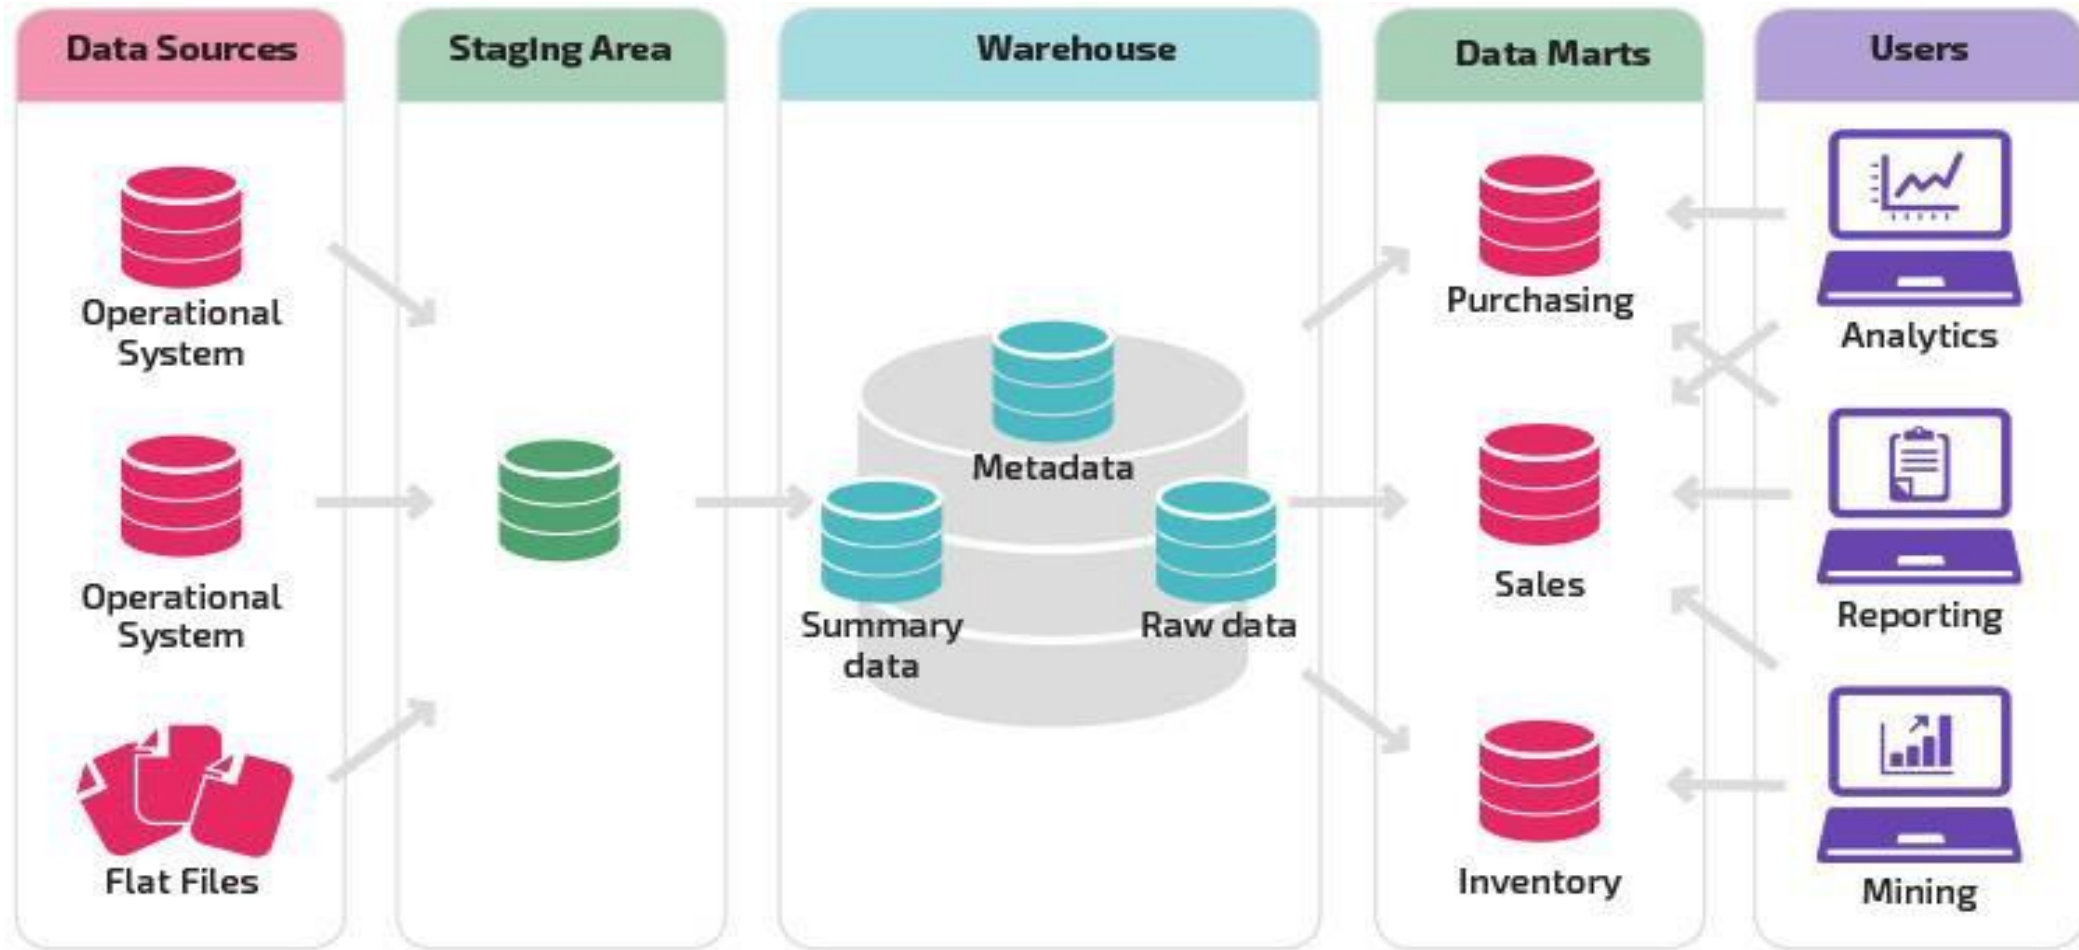 Data Sources
Operational
System
Operational
System
Flat Files
Staging Area
Warehouse
Metadata
Summary
data
Raw data
Data Marts
Purchasing
Sales
Inventory
Users
Analytics
Reporting
Mining